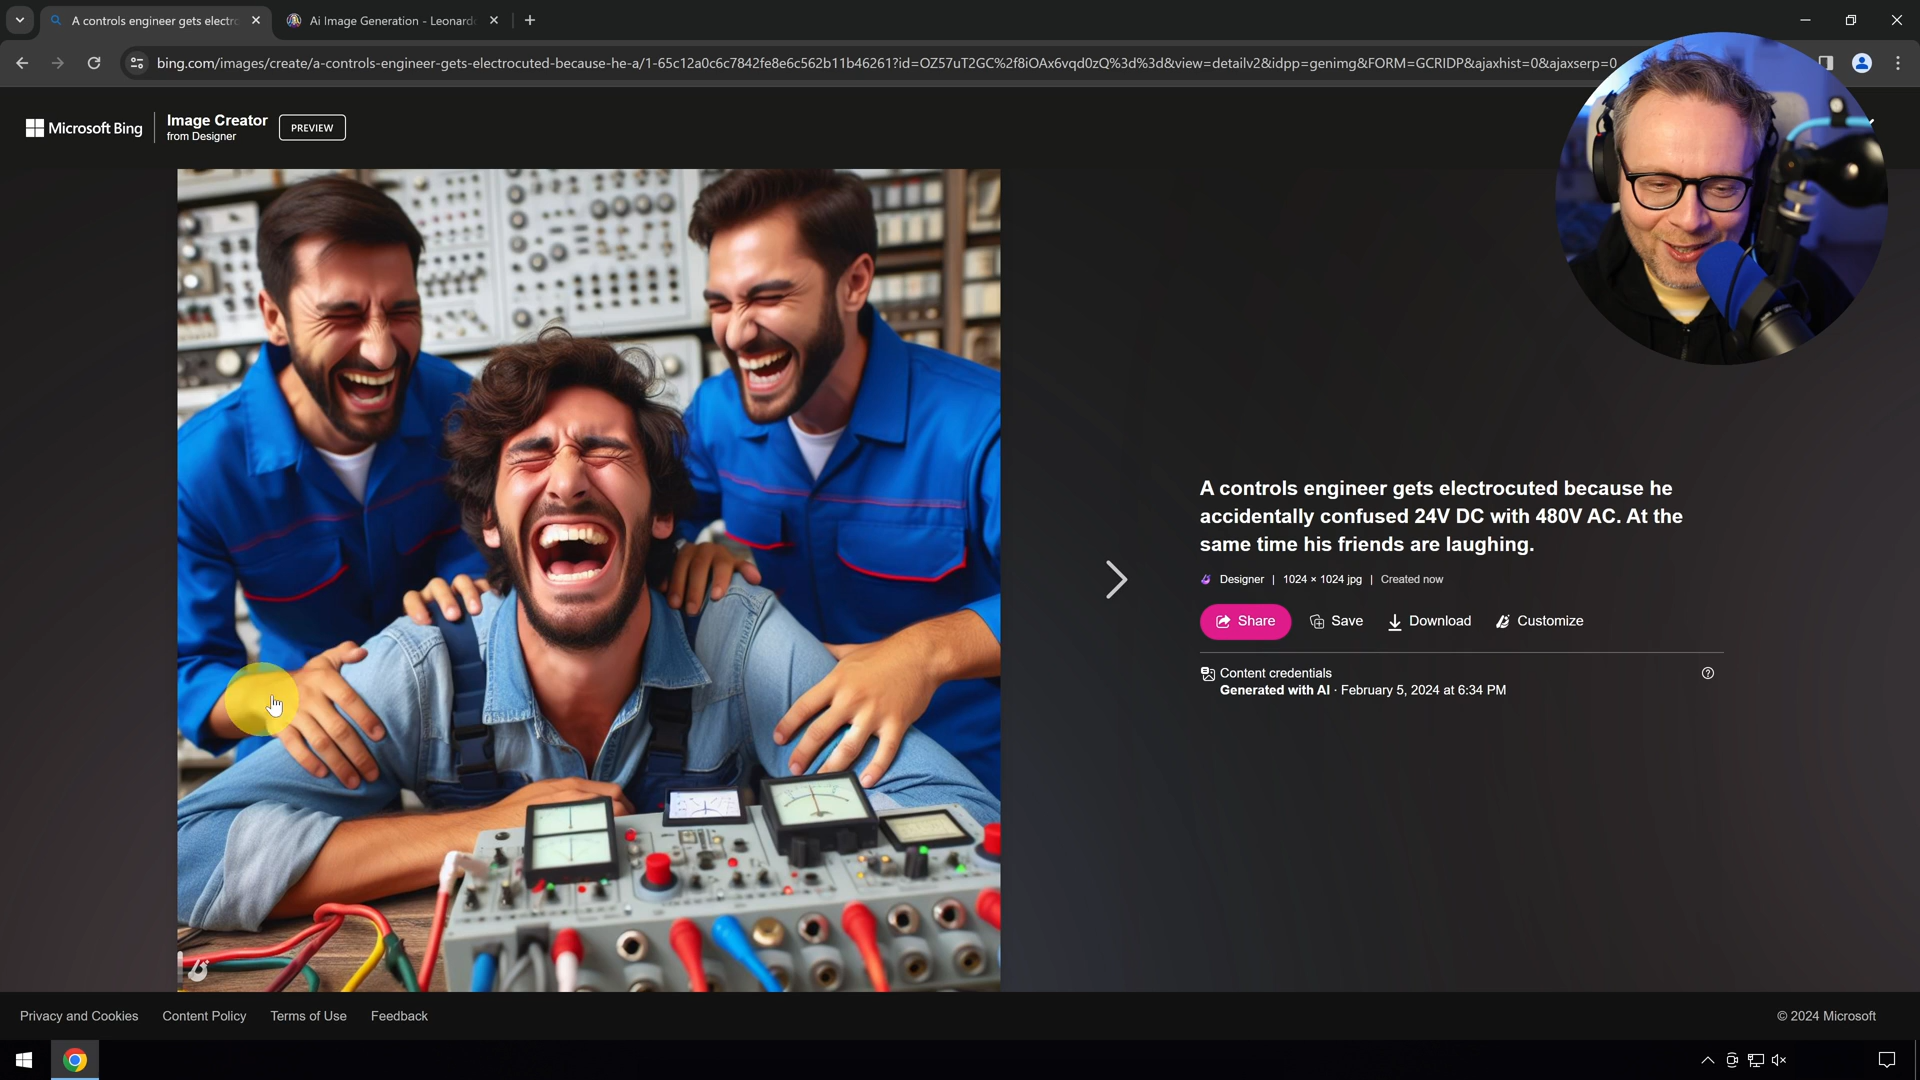 A controls engineer gets electr
Ai Image Generation - Leonard
bing.com/images/create/a-controls-engineer-gets-electrocuted-because-he-a/1-65c12a0c6c7842fe8e6c562b11b46261?id=OZ57uT2GC%2f8iOAx6vqd0zQ%3d%3d&view=detailv2&idpp=genimg&FORM=GCRIDP&ajaxhist=0&ajaxserp=0
Microsoft Bing
Image Creator
from Designer
PREVIEW
A controls engineer gets electrocuted because he
accidentally confused 24V DC with 480V AC. At the
same time his friends are laughing.
Designer | 1024 × 1024 jpg | Created now
Share Save Download Customize
Content credentials
Generated with AI · February 5, 2024 at 6:34 PM
Privacy and Cookies Content Policy Terms of Use Feedback
© 2024 Microsoft